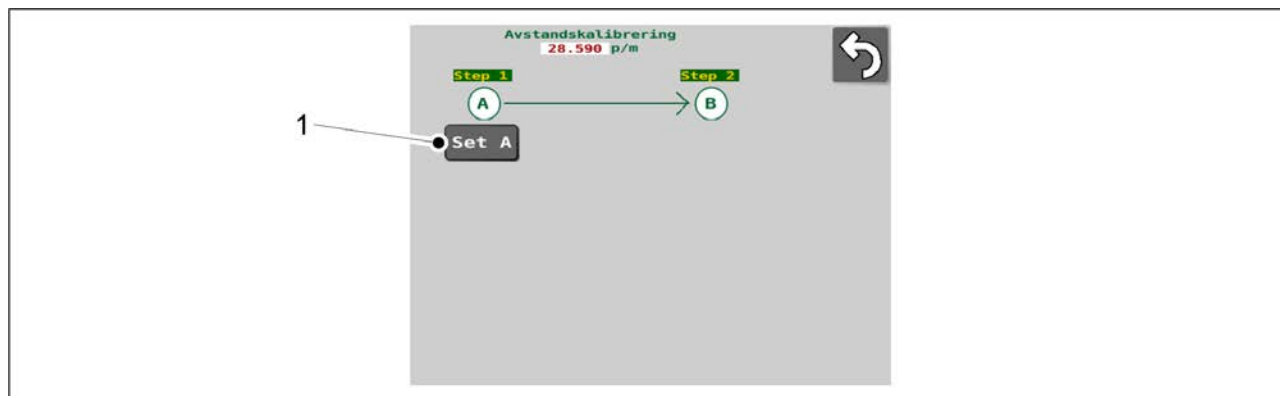 Avstandskalibrering
28.590 p/m
Step 1 Step 2
A B
1
Set A